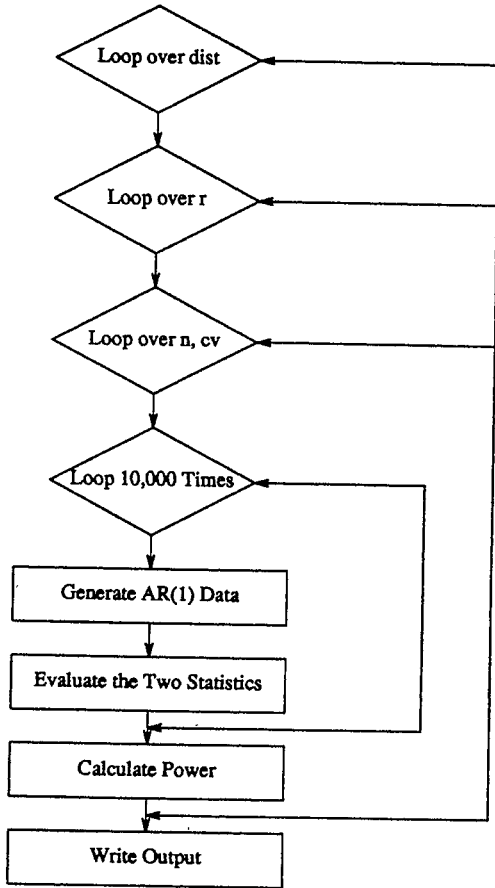 Loop over dist
Loop over r
Loop over n, cv
Loop 10,000 Times
Generate AR(1) Data
Evaluate the Two Statistics
Calculate Power
Write Output